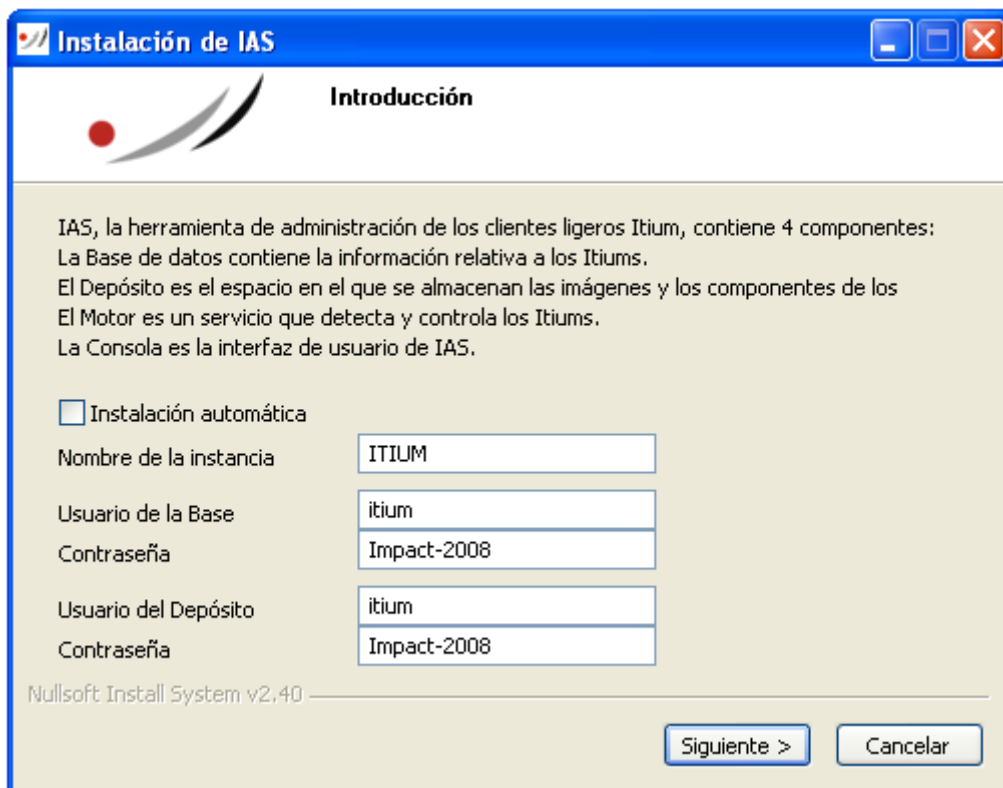 Instalación de IAS
Introducción
IAS, la herramienta de administración de los clientes ligeros Itium, contiene 4 componentes:
La Base de datos contiene la información relativa a los Itiums.
El Depósito es el espacio en el que se almacenan las imágenes y los componentes de los
El Motor es un servicio que detecta y controla los Itiums.
La Consola es la interfaz de usuario de IAS.
Instalación automática
Nombre de la instancia ITIUM
Usuario de la Base itium
Contraseña Impact-2008
Usuario del Depósito itium
Contraseña Impact-2008
Nullsoft Install System v2.40
Siguiente > Cancelar